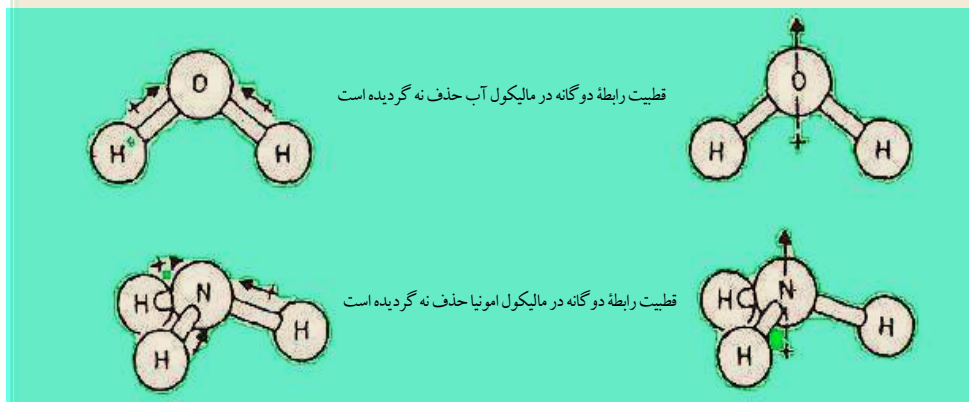 O
H
H
قطبیت رابطهٔ دوگانه در مالیکول آب حذف نه گردیده است
O
H
H
N
H
H
H
قطبیت رابطهٔ دوگانه در مالیکول امونیا حذف نه گردیده است
N
H
H
H